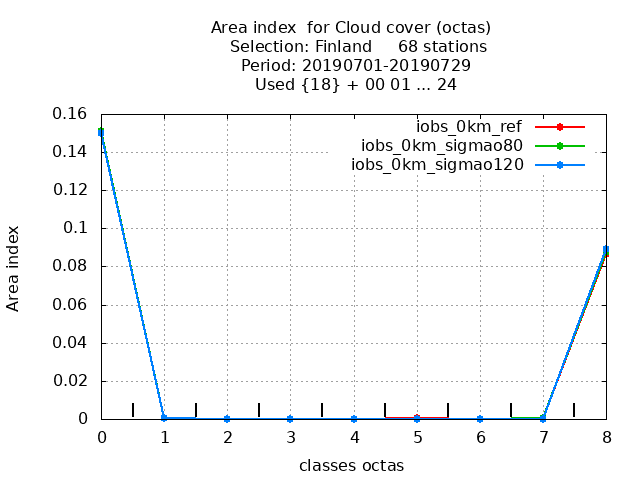 Area index  for Cloud cover (octas)
Selection: Finland     68 stations
Period: 20190701-20190729
Used {18} + 00 01 ... 24
iobs_0km_ref
iobs_0km_sigmao80
iobs_0km_sigmao120
0.16
0.14
0.12
0.1
0.08
0.06
0.04
0.02
0
Area index
0 1 2 3 4 5 6 7 8
classes octas